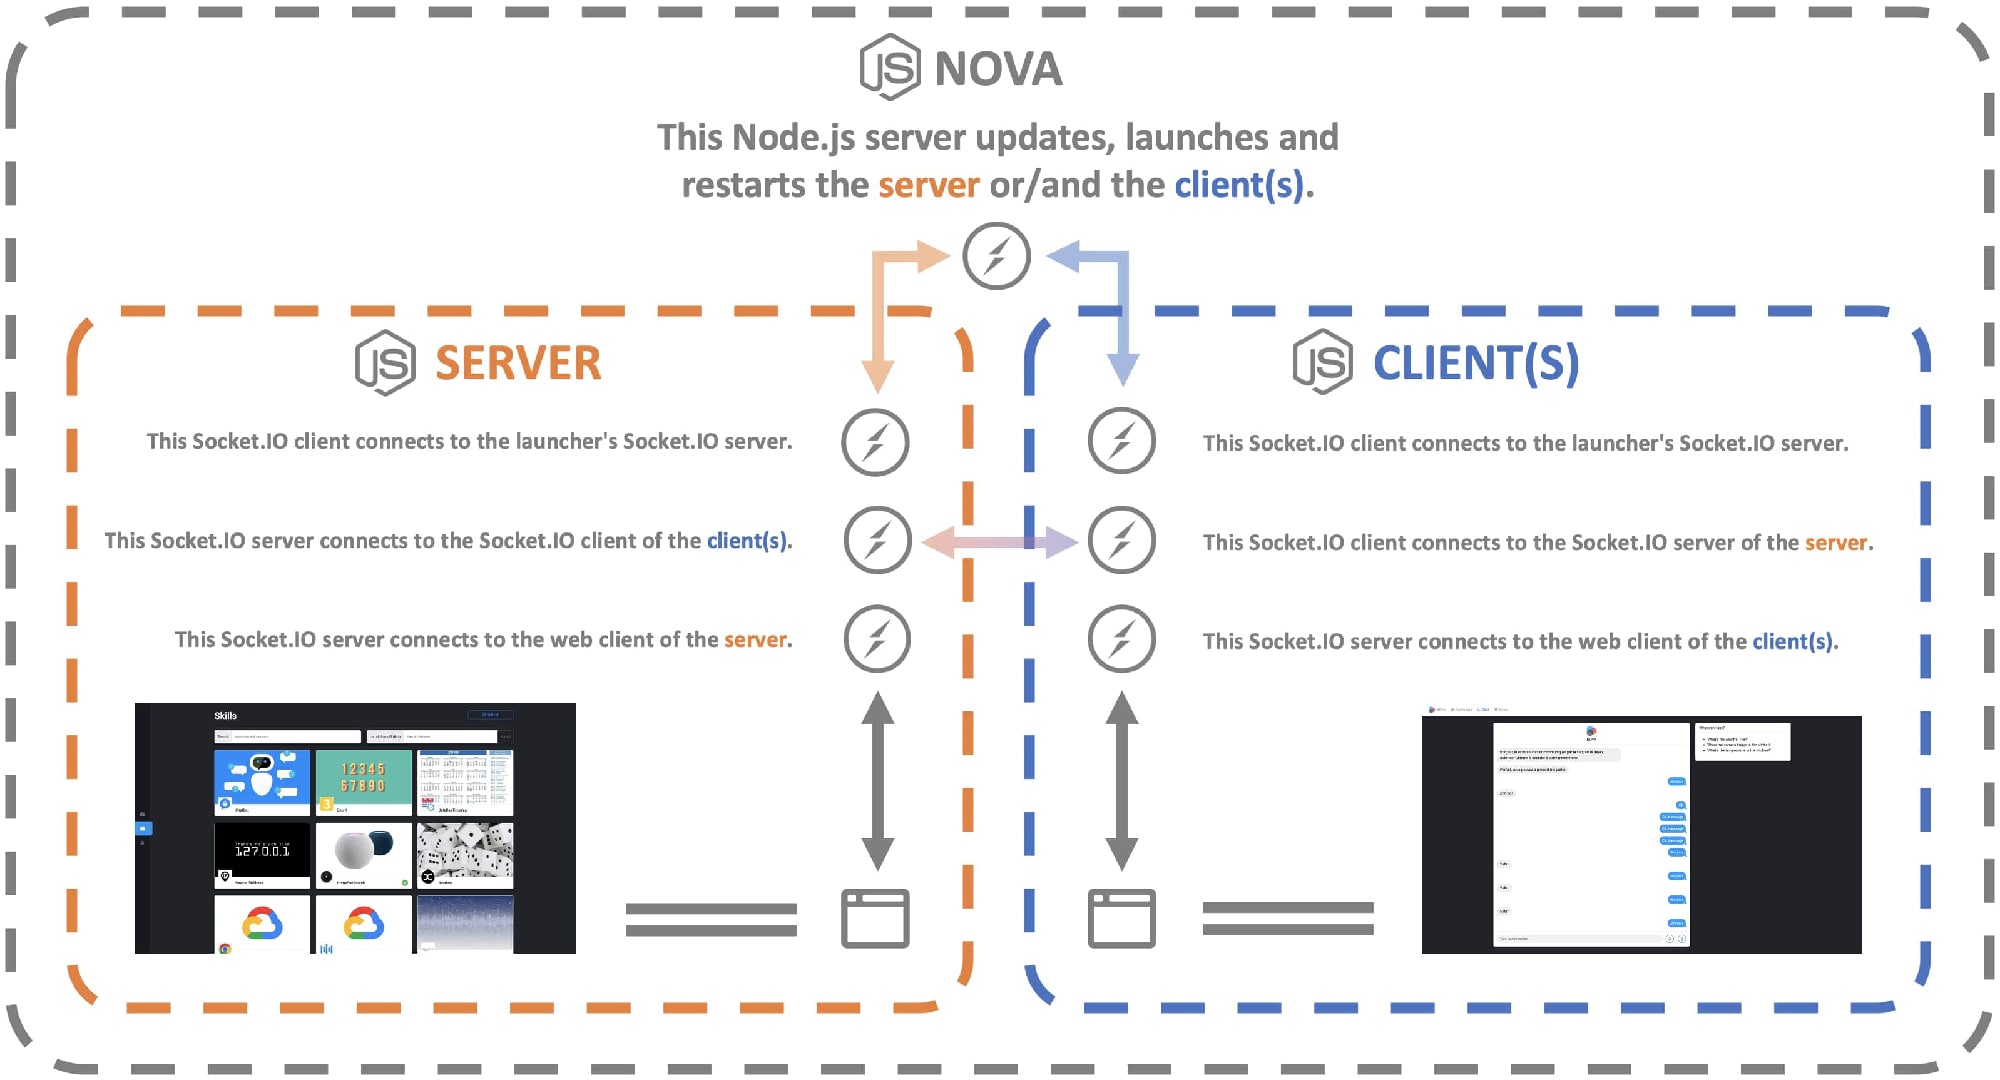 JS NOVA
This Node.js server updates, launches and
restarts the server or/and the client(s).
JS SERVER
This Socket.IO client connects to the launcher's Socket.IO server.
This Socket.IO server connects to the Socket.IO client of the client(s).
This Socket.IO server connects to the web client of the server.
Skills
12345
67890
3
127.0.0.1
JS CLIENT(S)
This Socket.IO client connects to the launcher's Socket.IO server.
This Socket.IO client connects to the Socket.IO server of the server.
This Socket.IO server connects to the web client of the client(s).